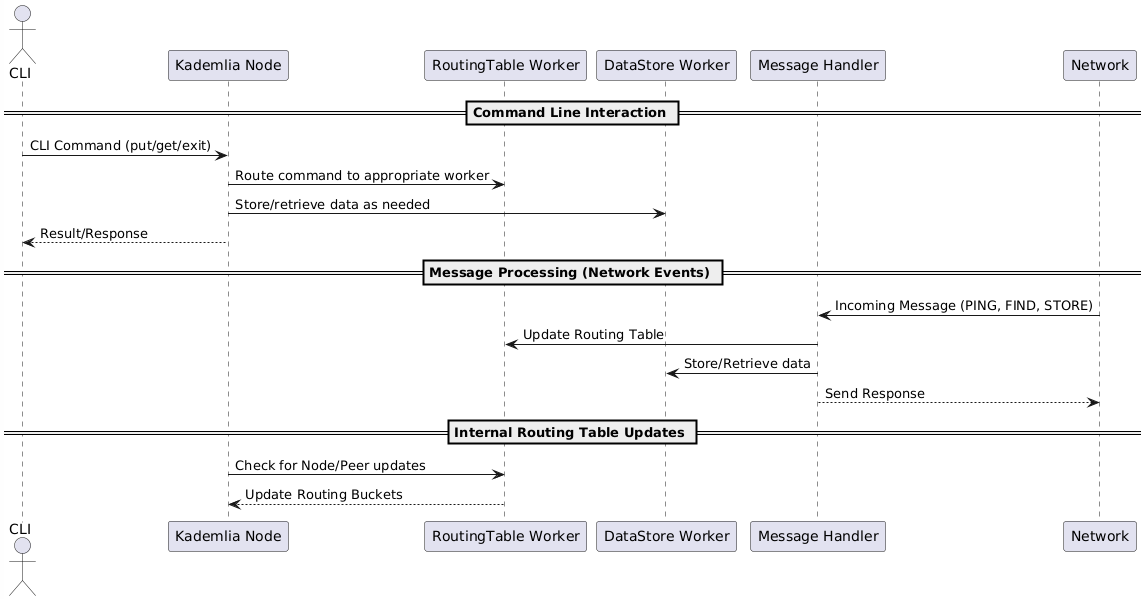 CLI
Kademlia Node
RoutingTable Worker
DataStore Worker
Message Handler
Network
Command Line Interaction
CLI Command (put/get/exit)
Route command to appropriate worker
Store/retrieve data as needed
Result/Response
Message Processing (Network Events)
Incoming Message (PING, FIND, STORE)
Update Routing Table
Store/Retrieve data
Send Response
Internal Routing Table Updates
Check for Node/Peer updates
Update Routing Buckets
CLI
Kademlia Node
RoutingTable Worker
DataStore Worker
Message Handler
Network